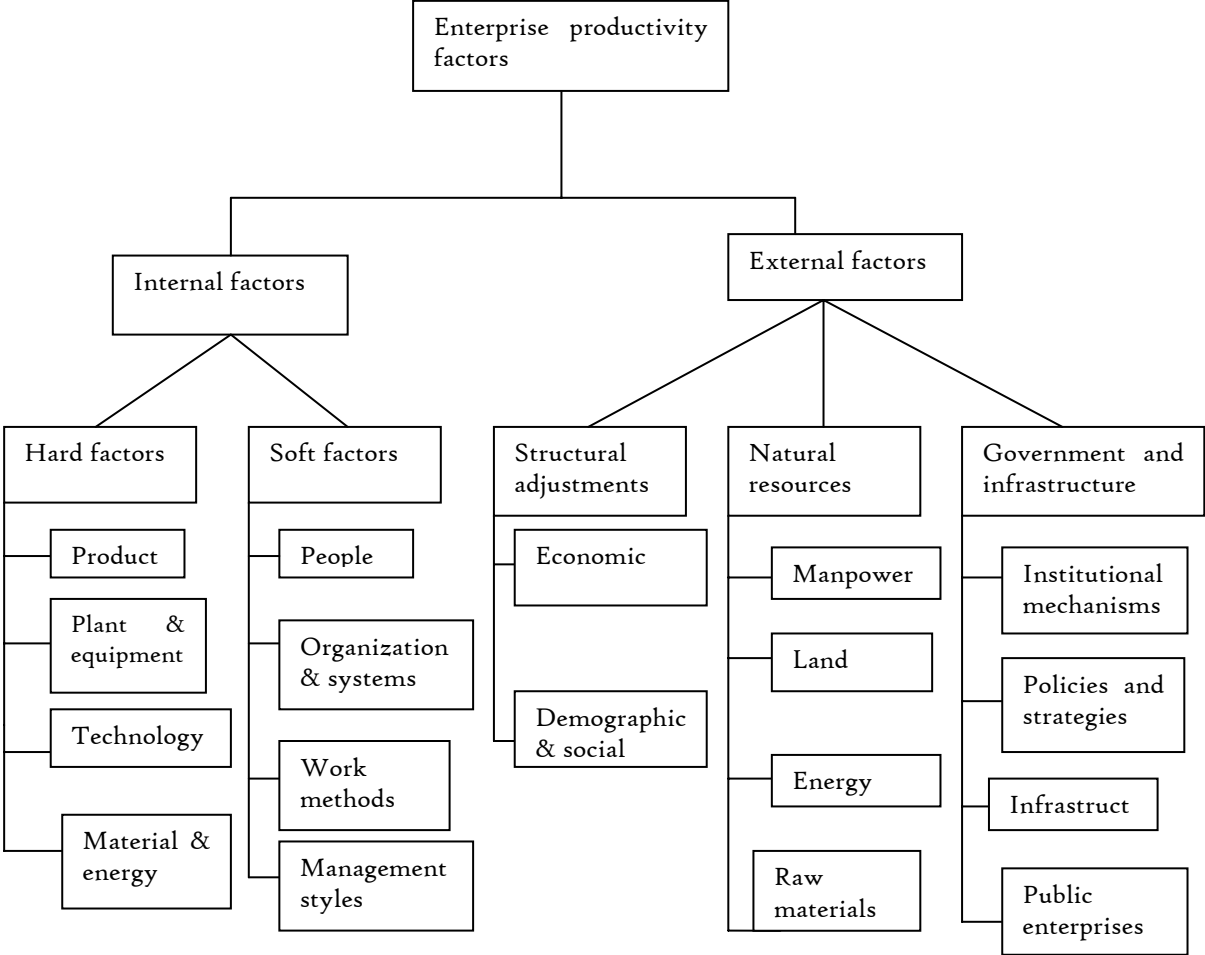 Enterprise productivity
factors
Internal factors
External factors
Hard factors
Product
Plant &
equipment
Technology
Material &
energy
Soft factors
People
Organization
& systems
Work
methods
Management
styles
Structural
adjustments
Economic
Demographic
& social
Natural
resources
Manpower
Land
Energy
Raw
materials
Government and
infrastructure
Institutional
mechanisms
Policies and
strategies
Infrastruct
Public
enterprises